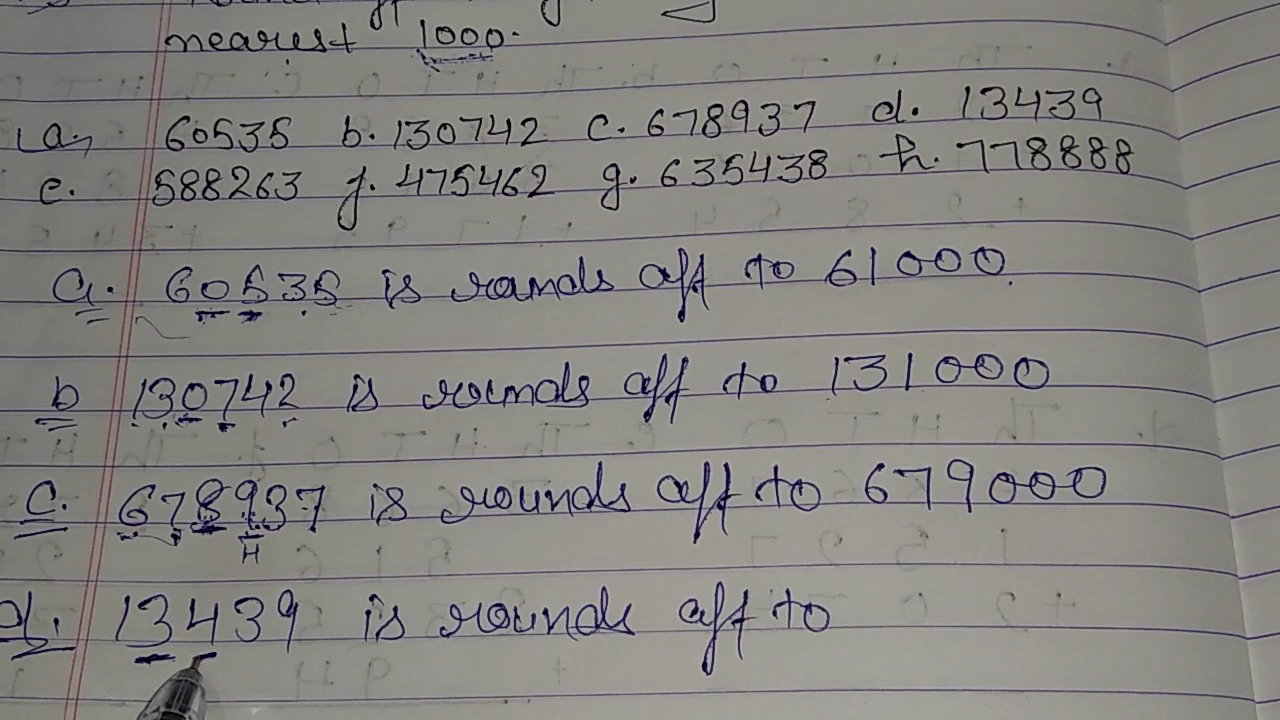 nearest 1000.
(a) 60535 b. 130742 c. 678937 d. 13439
e. 588263 f. 475462 g. 635438 h. 778888
a. 60535 is rounds off to 61000.
b 130742 is rounds off to 131000
c. 678937 is rounds off to 679000
H
d. 13439 is rounds off to